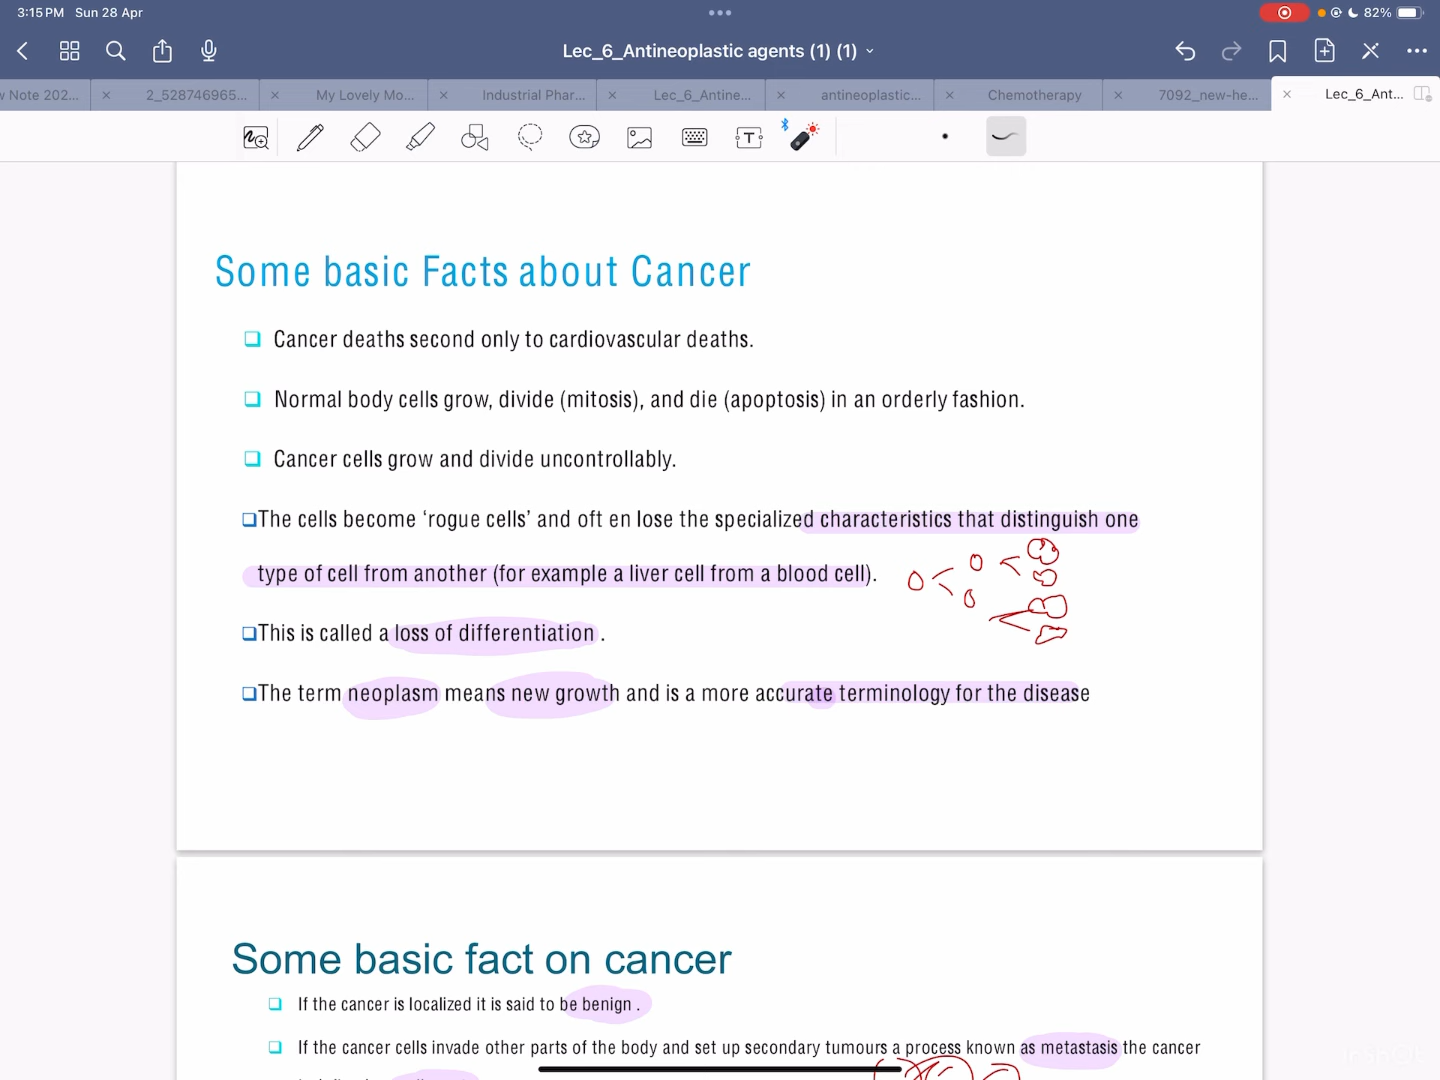 3:15 PM Sun 28 Apr
82%
Lec_6_Antineoplastic agents (1) (1)
w Note 202...
2_528746965...
My Lovely Mo...
Industrial Phar...
Lec_6_Antine...
antineoplastic...
Chemotherapy
7092_new-he...
Lec_6_Ant...
Some basic Facts about Cancer
Cancer deaths second only to cardiovascular deaths.
Normal body cells grow, divide (mitosis), and die (apoptosis) in an orderly fashion.
Cancer cells grow and divide uncontrollably.
The cells become ‘rogue cells’ and oft en lose the specialized characteristics that distinguish one
type of cell from another (for example a liver cell from a blood cell).
This is called a loss of differentiation .
The term neoplasm means new growth and is a more accurate terminology for the disease
Some basic fact on cancer
If the cancer is localized it is said to be benign .
If the cancer cells invade other parts of the body and set up secondary tumours a process known as metastasis the cancer